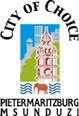 CITY OF CHOICE
PIETERMARITZBURG
MSUNDUZI